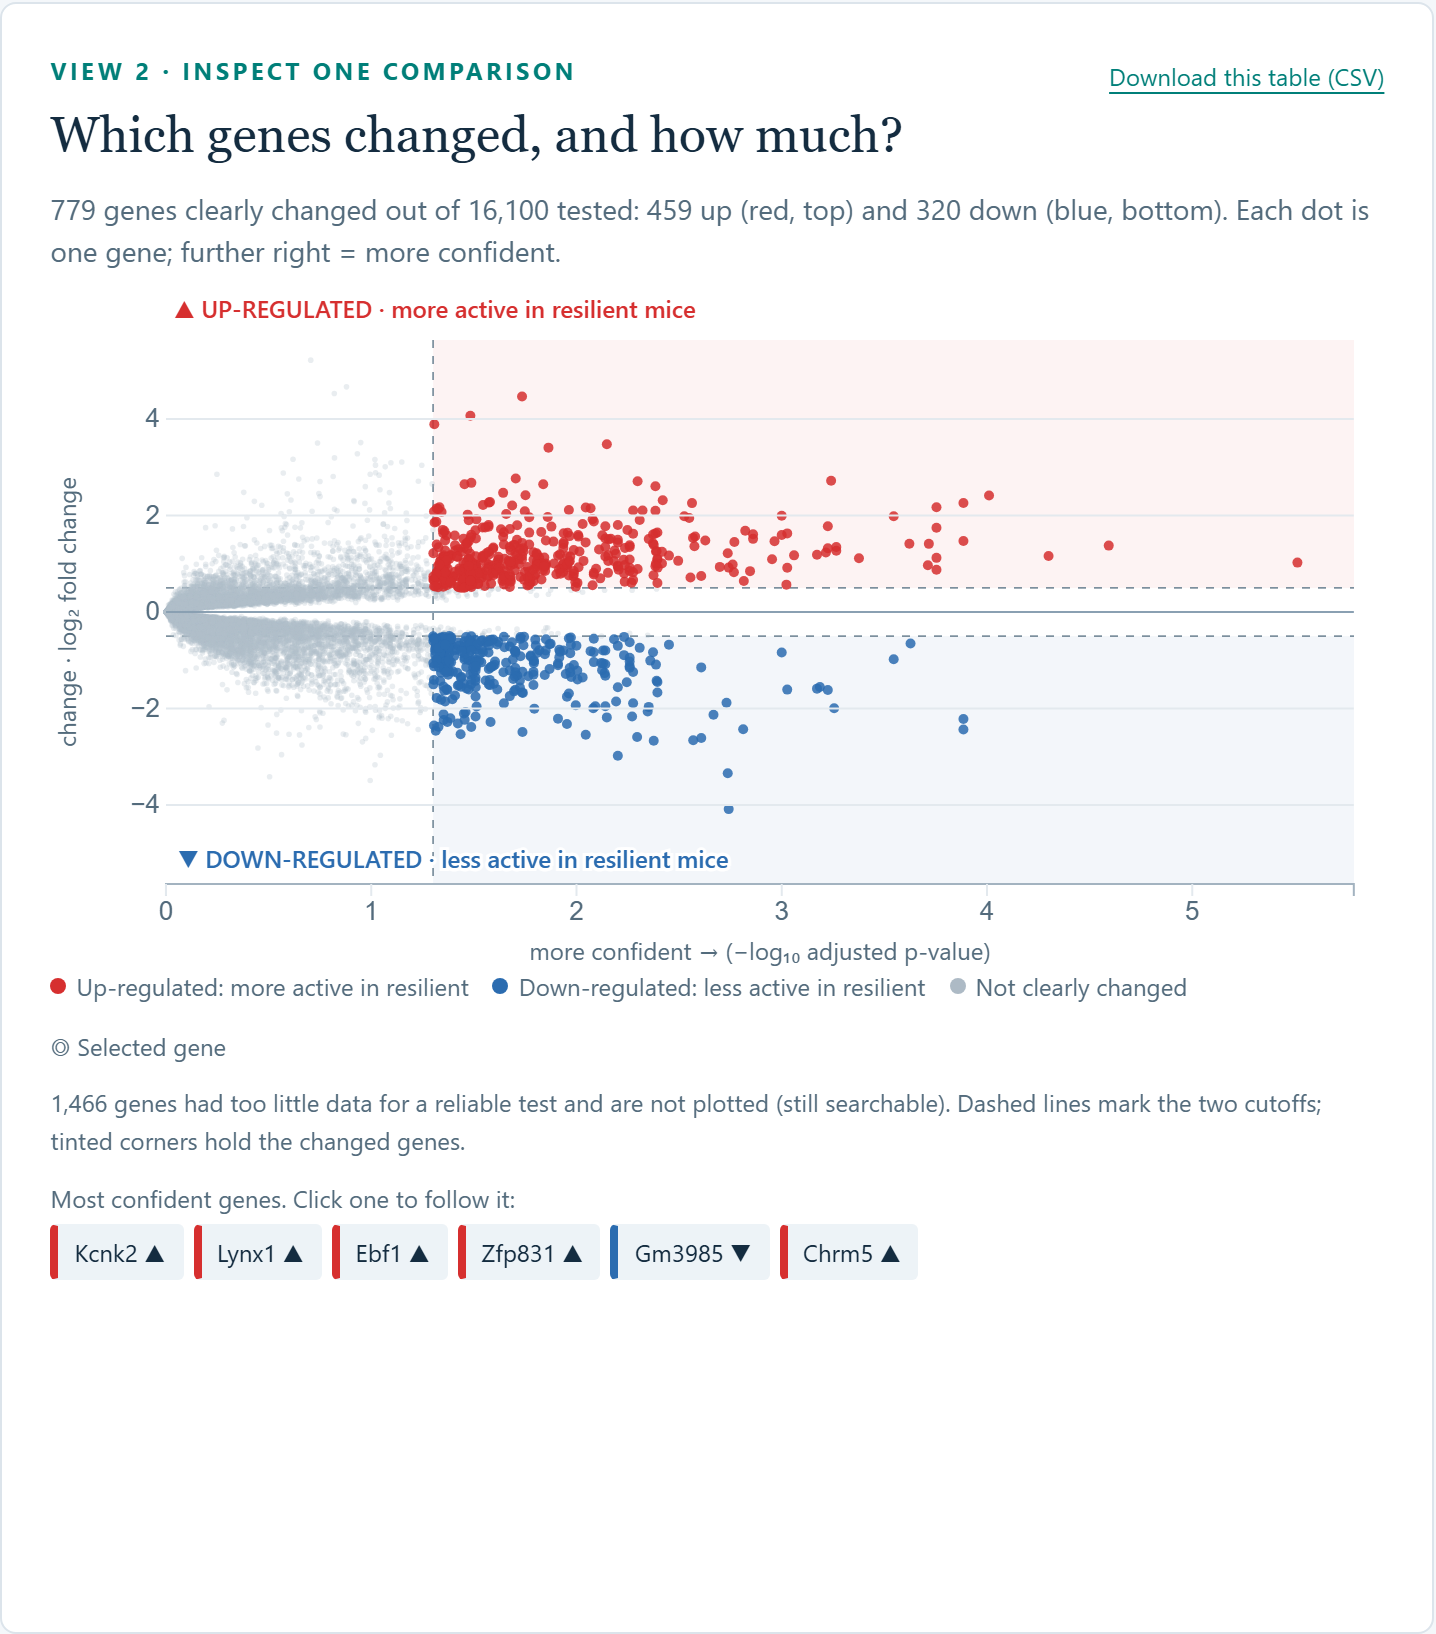 VIEW 2 · INSPECT ONE COMPARISON
Download this table (CSV)
Which genes changed, and how much?
779 genes clearly changed out of 16,100 tested: 459 up (red, top) and 320 down (blue, bottom). Each dot is
one gene; further right = more confident.
▲ UP-REGULATED · more active in resilient mice
4
2
0
−2
−4
change · log₂ fold change
▼ DOWN-REGULATED · less active in resilient mice
0 1 2 3 4 5
more confident → (−log₁₀ adjusted p-value)
Up-regulated: more active in resilient
Down-regulated: less active in resilient
Not clearly changed
◎ Selected gene
1,466 genes had too little data for a reliable test and are not plotted (still searchable). Dashed lines mark the two cutoffs;
tinted corners hold the changed genes.
Most confident genes. Click one to follow it:
Kcnk2 ▲
Lynx1 ▲
Ebf1 ▲
Zfp831 ▲
Gm3985 ▼
Chrm5 ▲